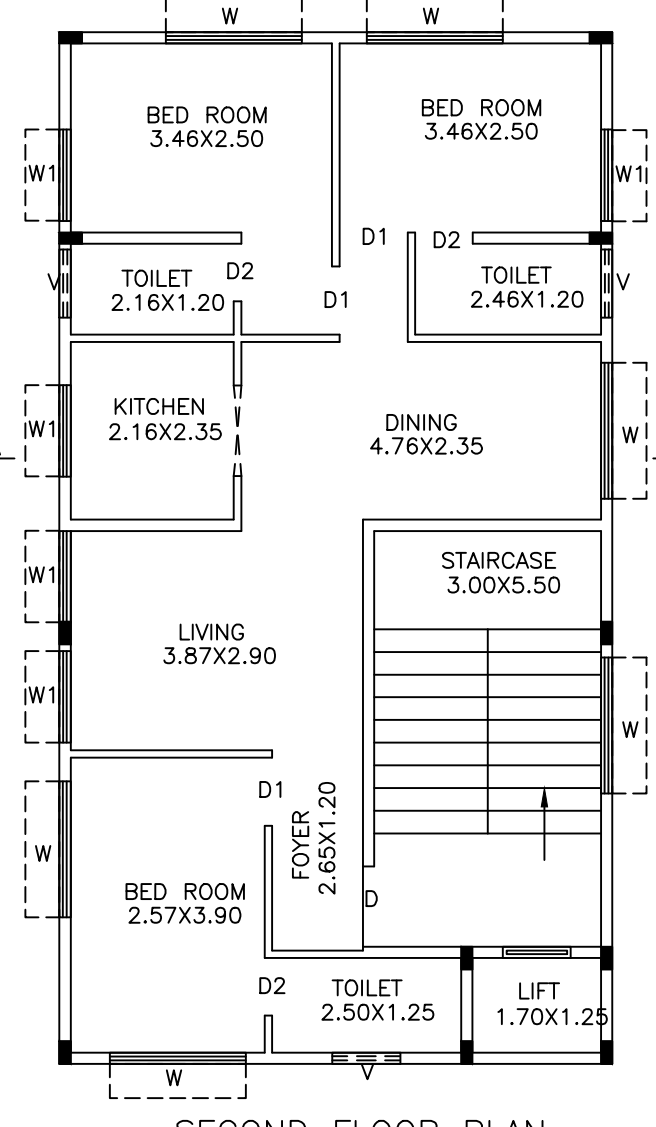 W
W
BED ROOM
3.46X2.50
BED ROOM
3.46X2.50
W1
W1
D1
D2
D2
TOILET
2.16X1.20
TOILET
2.46X1.20
V
V
D1
KITCHEN
2.16X2.35
W1
DINING
4.76X2.35
W
STAIRCASE
3.00X5.50
W1
LIVING
3.87X2.90
W1
W
D1
FOYER
2.65X1.20
W
BED ROOM
2.57X3.90
D
D2
TOILET
2.50X1.25
LIFT
1.70X1.25
W
V
SECOND FLOOR PLAN